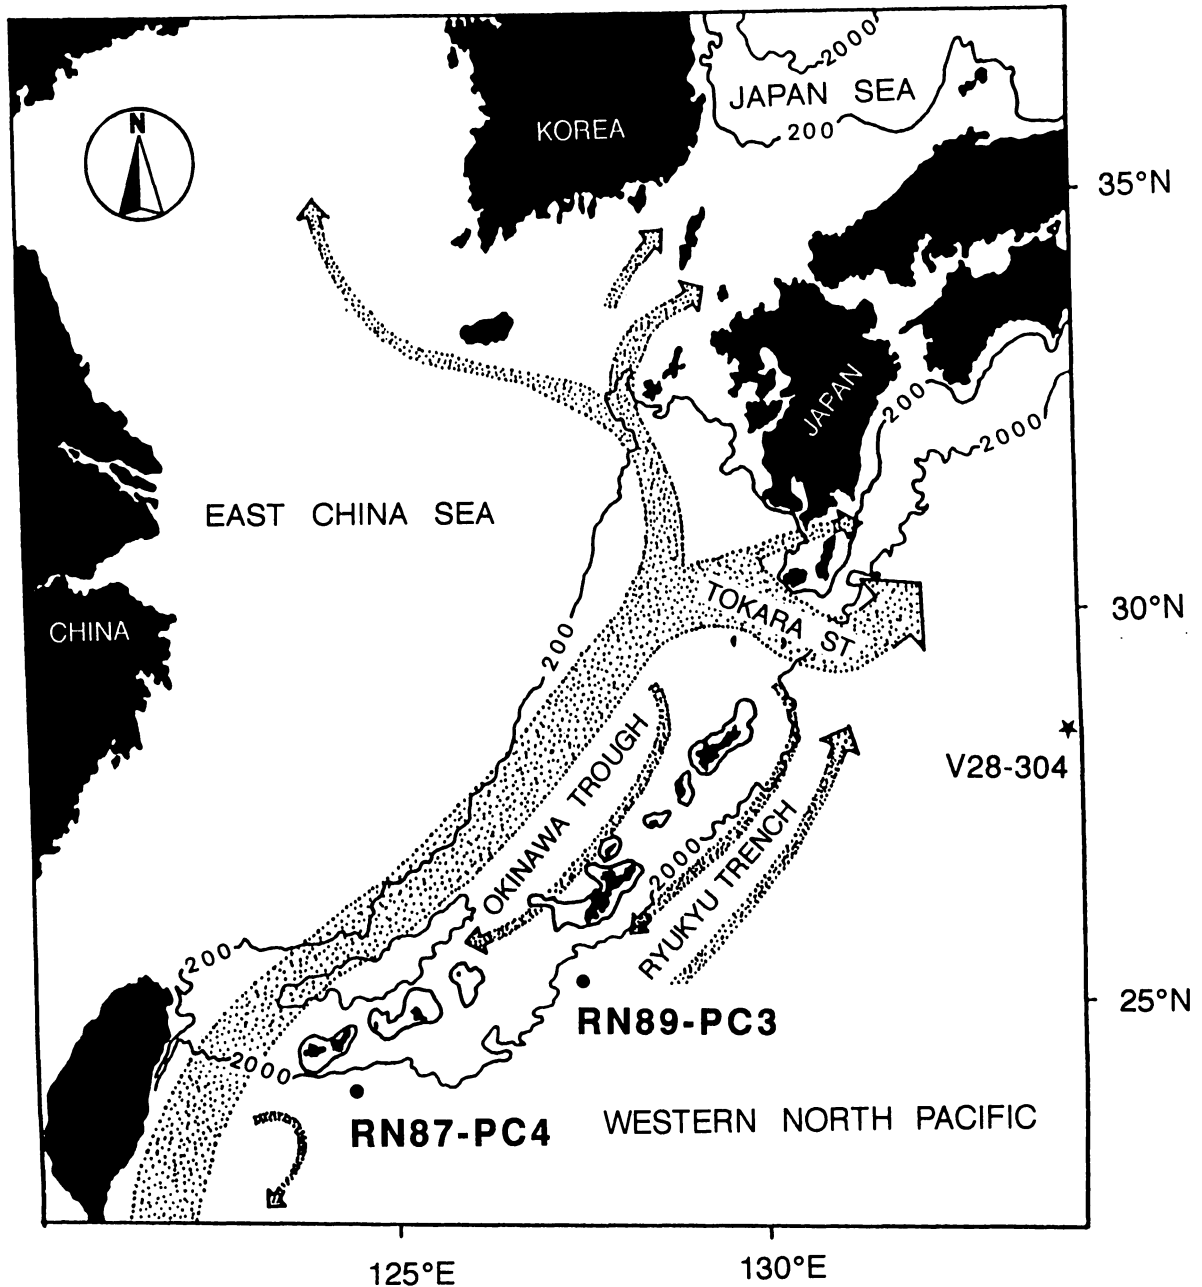 2000
JAPAN SEA
200
N
KOREA
35°N
JAPAN
200
2000
EAST CHINA SEA
TOKARA ST
30°N
CHINA
200
V28-304
OKINAWA TROUGH
2000
RYUKYU TRENCH
200
25°N
RN89-PC3
2000
RN87-PC4
WESTERN NORTH PACIFIC
125°E
130°E